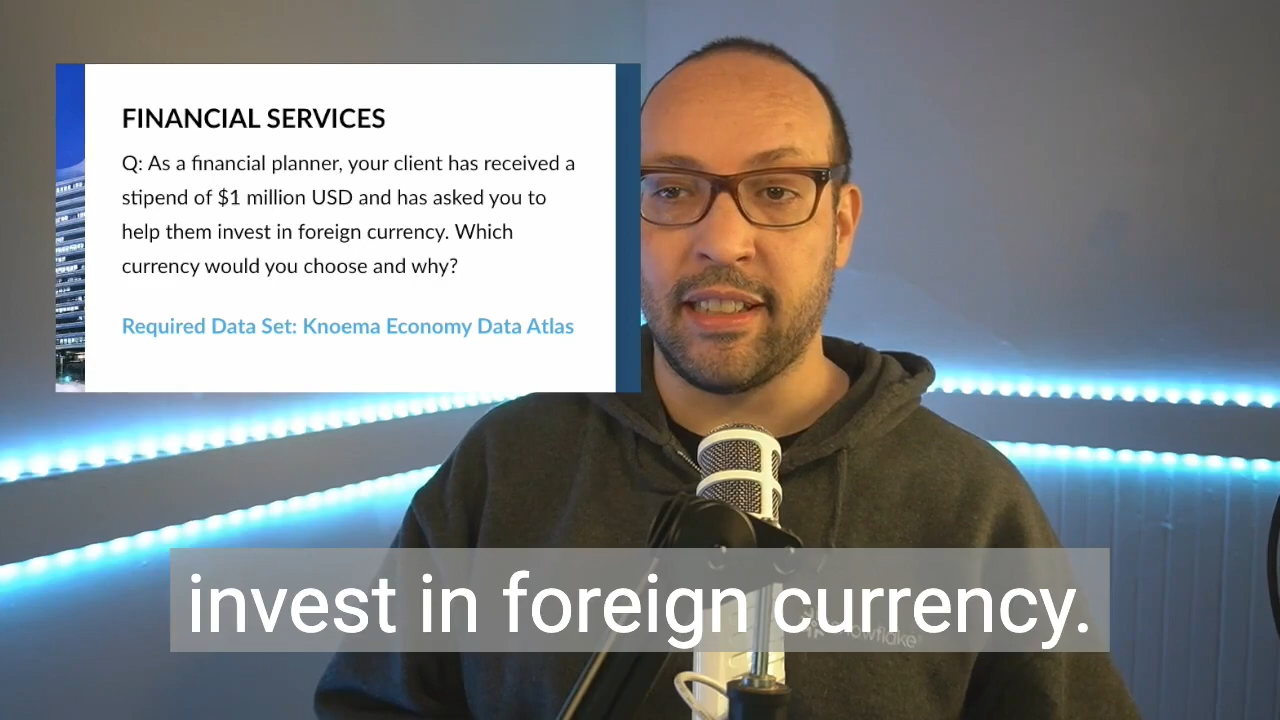 FINANCIAL SERVICES
Q: As a financial planner, your client has received a
stipend of $1 million USD and has asked you to
help them invest in foreign currency. Which
currency would you choose and why?
Required Data Set: Knoema Economy Data Atlas
invest in foreign currency.
snowflake